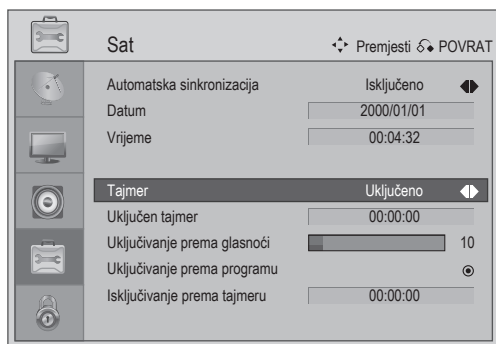 Sat Premjesti POVRAT
Automatska sinkronizacija Isključeno
Datum 2000/01/01
Vrijeme 00:04:32
Tajmer Uključeno
Uključen tajmer 00:00:00
Uključivanje prema glasnoći 10
Uključivanje prema programu
Isključivanje prema tajmeru 00:00:00